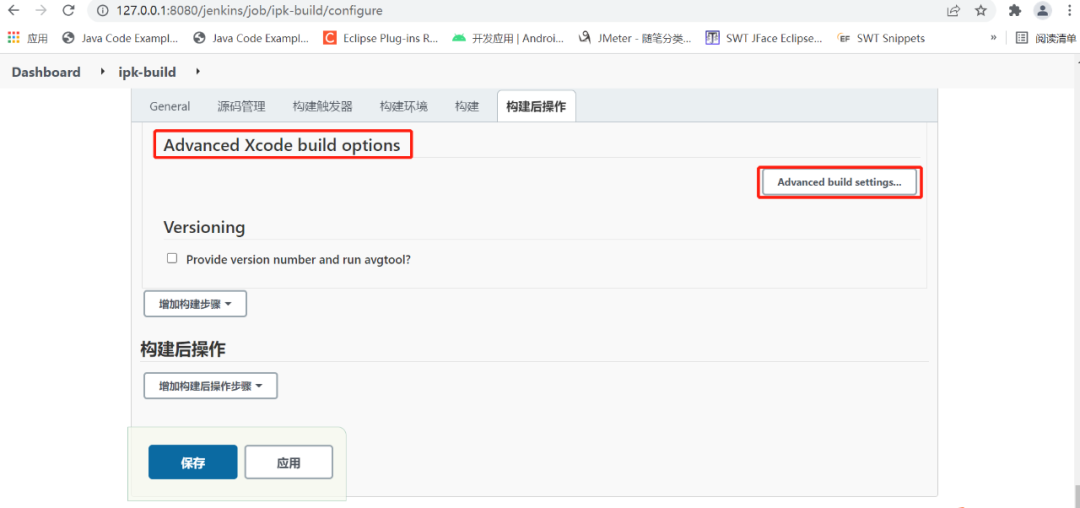 127.0.0.1:8080/jenkins/job/ipk-build/configure
应用 Java Code Exampl... Java Code Exampl... Eclipse Plug-ins R... 开发应用 | Androi... JMeter - 随笔分类... SWT JFace Eclipse... EF SWT Snippets » 阅读清单
Dashboard ipk-build
General 源码管理 构建触发器 构建环境 构建 构建后操作
Advanced Xcode build options
Advanced build settings...
Versioning
Provide version number and run avgtool?
增加构建步骤
构建后操作
增加构建后操作步骤
保存 应用